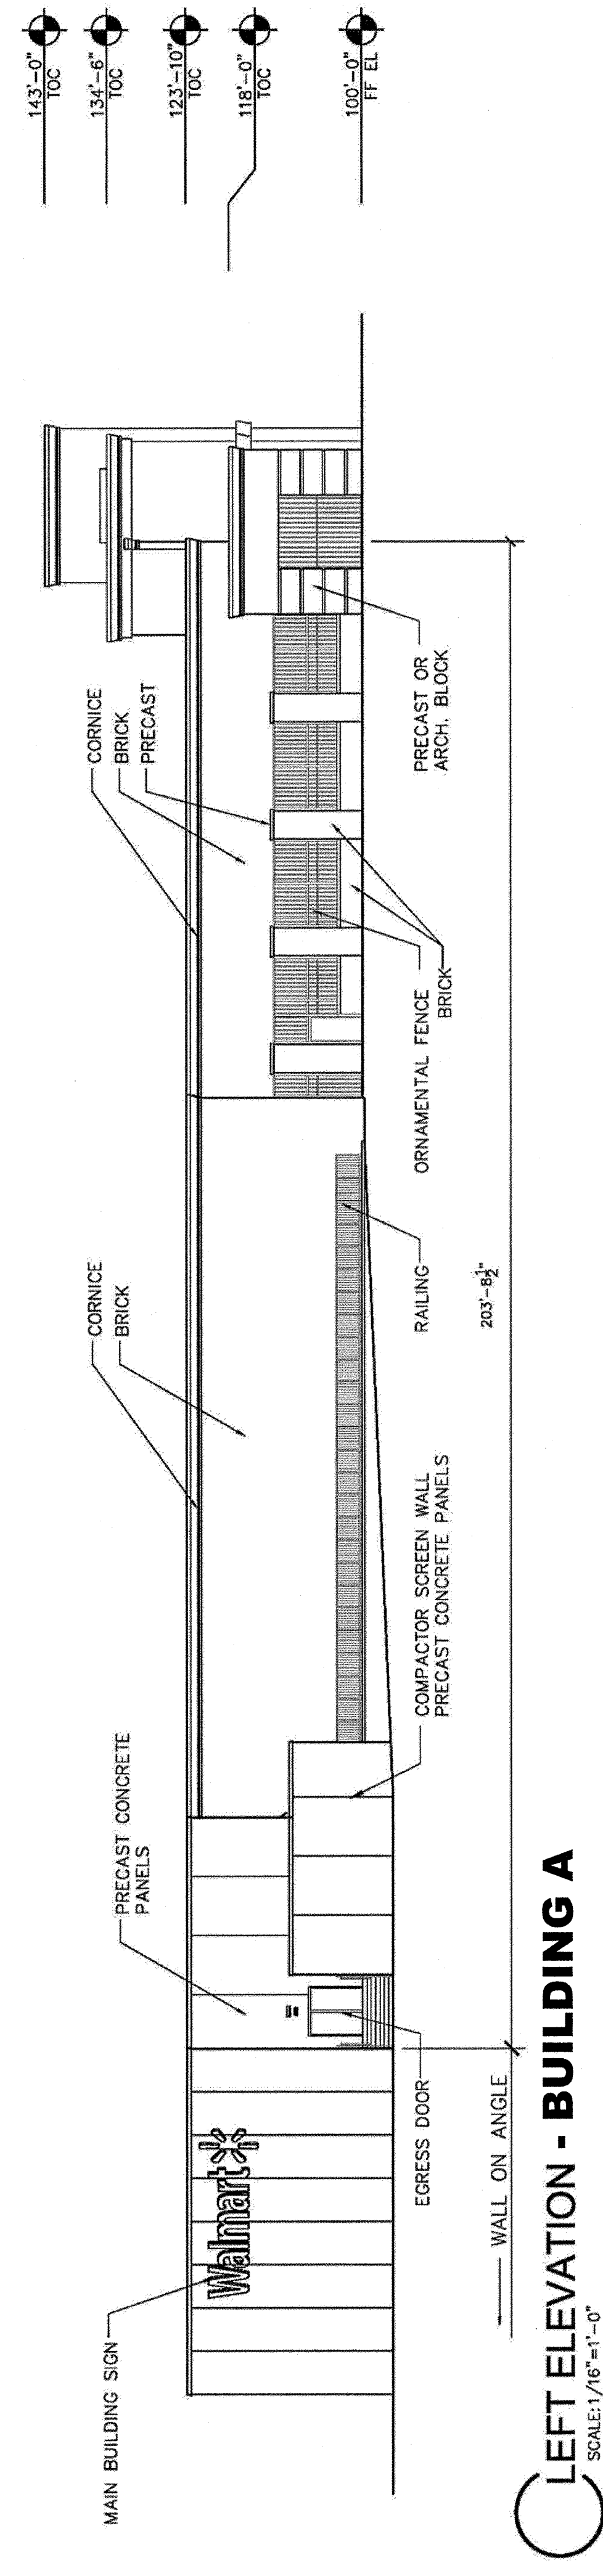 MAIN BUILDING SIGN
PRECAST CONCRETE
PANELS
CORNICE
BRICK
CORNICE
BRICK
PRECAST
143'-0"
TOC
134'-6"
TOC
123'-10"
TOC
118'-0"
TOC
100'-0"
FF EL
Walmart
WALL ON ANGLE
EGRESS DOOR
COMPACTOR SCREEN WALL
PRECAST CONCRETE PANELS
RAILING
ORNAMENTAL FENCE
BRICK
PRECAST OR
ARCH. BLOCK
203'-8½"
LEFT ELEVATION - BUILDING A
SCALE: 1/16"=1'-0"